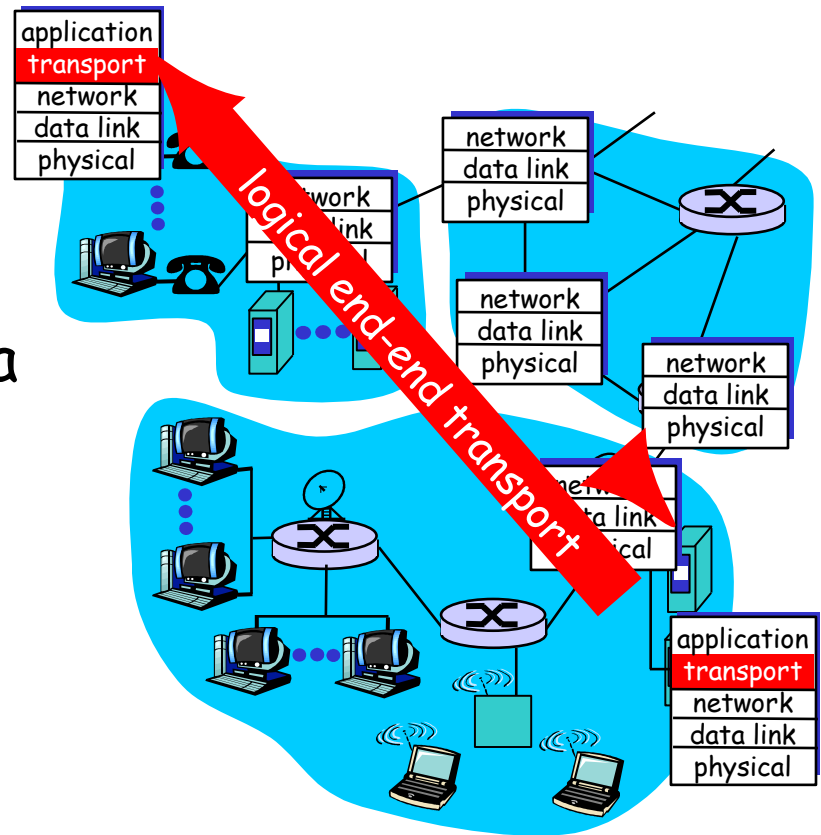 application
transport
network
data link
physical
network
data link
physical
logical end-end transport
network
data link
physical
network
data link
physical
a
application
transport
network
data link
physical